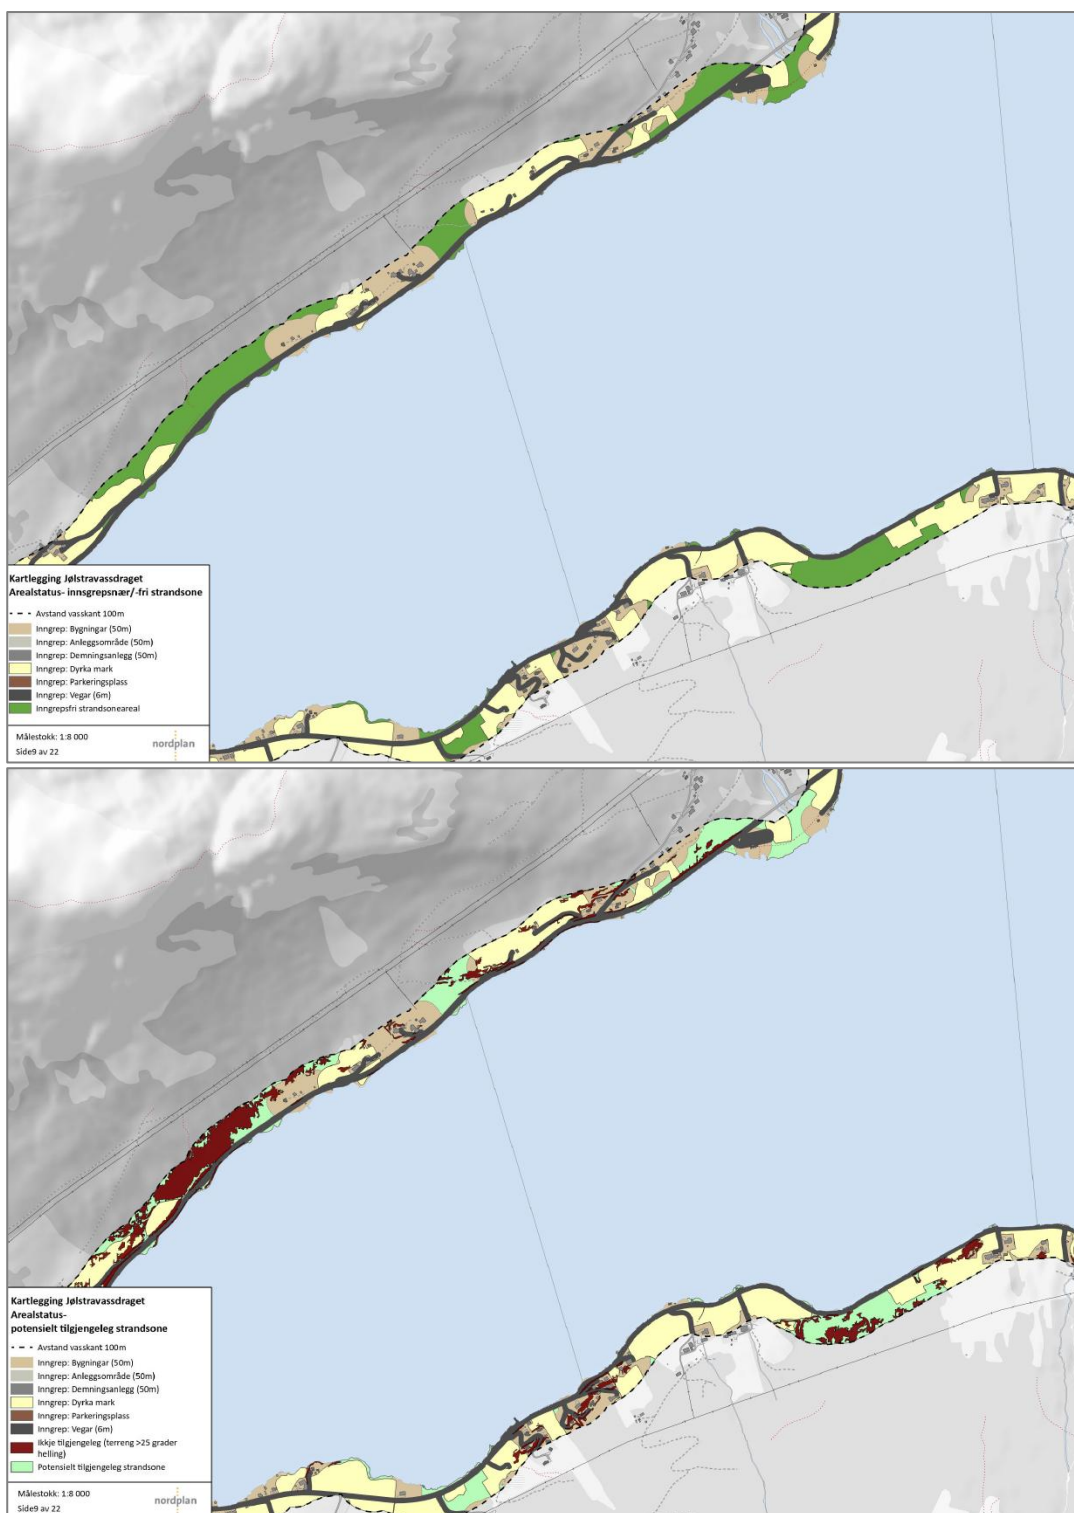 Kartlegging Jølstravassdraget
Arealstatus- innsgrepsnær/-fri strandsone
Avstand vasskant 100m
Inngrep: Bygningar (50m)
Inngrep: Anleggsområde (50m)
Inngrep: Demningsanlegg (50m)
Inngrep: Dyrka mark
Inngrep: Parkeringsplass
Inngrep: Vegar (6m)
Inngrepsfri strandsoneareal
Målestokk: 1:8 000
Side9 av 22
nordplan
Kartlegging Jølstravassdraget
Arealstatus-
potensielt tilgjengeleg strandsone
Avstand vasskant 100m
Inngrep: Bygningar (50m)
Inngrep: Anleggsområde (50m)
Inngrep: Demningsanlegg (50m)
Inngrep: Dyrka mark
Inngrep: Parkeringsplass
Inngrep: Vegar (6m)
Ikkje tilgjengeleg (terreng >25 grader
helling)
Potensielt tilgjengeleg strandsone
Målestokk: 1:8 000
Side9 av 22
nordplan